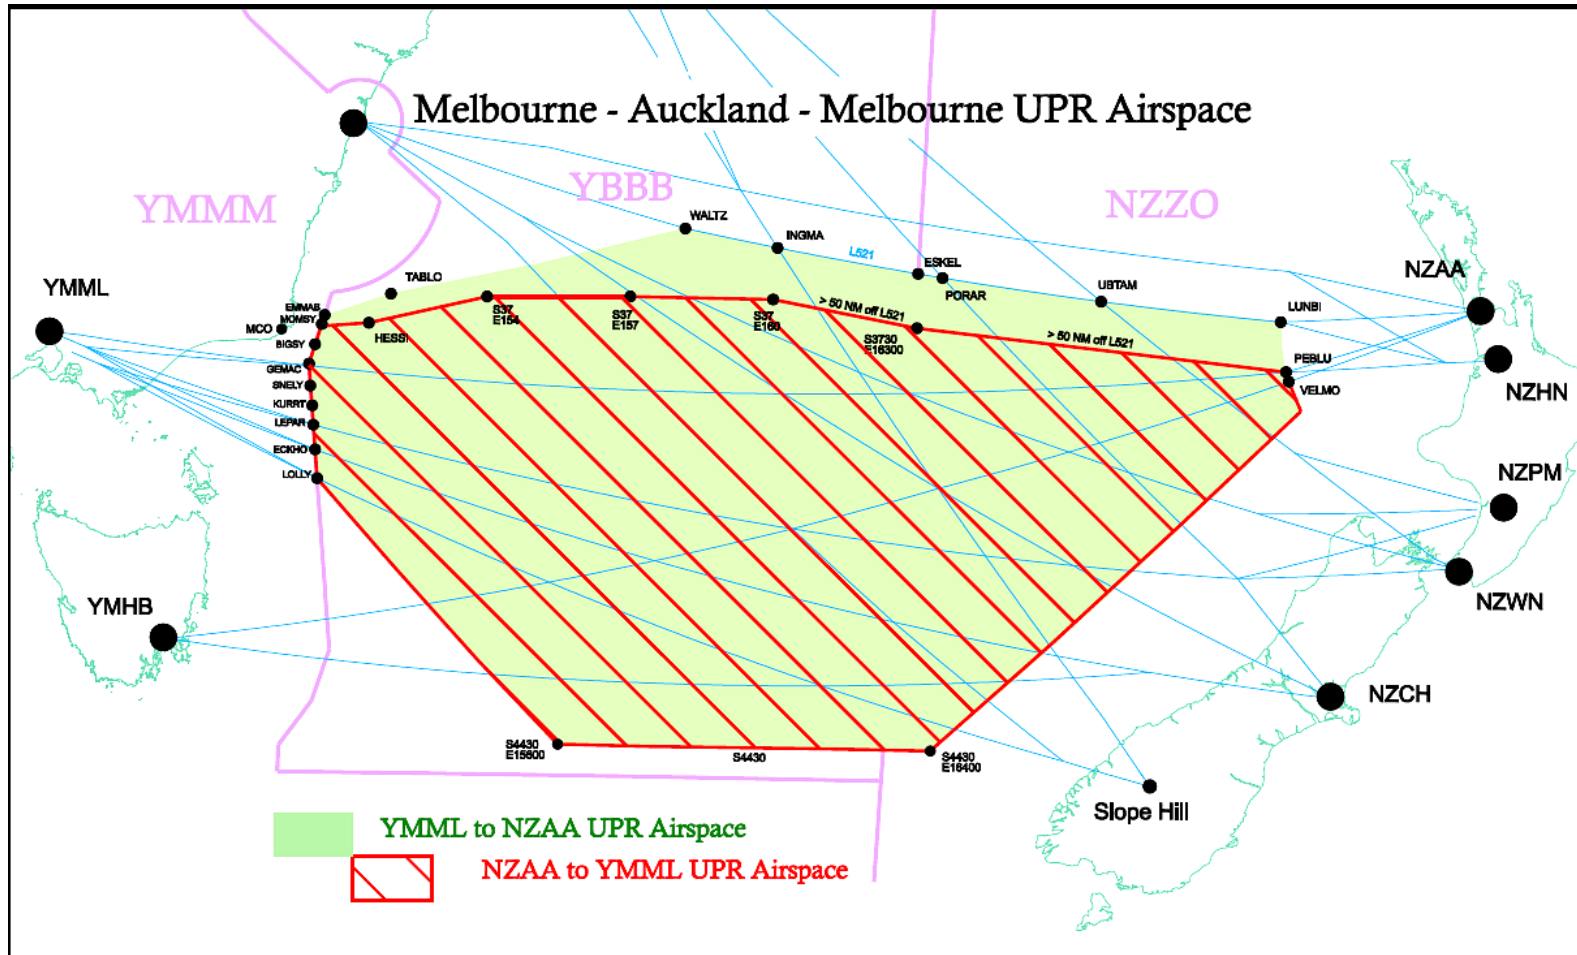 Melbourne - Auckland - Melbourne UPR Airspace
YMMM
YBBB
NZZO
WALTZ
INGMA
L521
ESKEL
PORAR
UBTAM
LUNBI
NZAA
YMML
TABLO
EMMAB
MOMSY
MCO
HESSI
BIGSY
GEMAC
SNELY
KURRT
LEPAR
ECKHO
LOLLY
S37
E154
S37
E157
S37
E160
> 50 NM off L521
S3730
E16300
> 50 NM off L521
PEBLU
VELMO
NZHN
NZPM
NZWN
YMHB
NZCH
S4430
E15600
S4430
S4430
E16400
Slope Hill
YMML to NZAA UPR Airspace
NZAA to YMML UPR Airspace